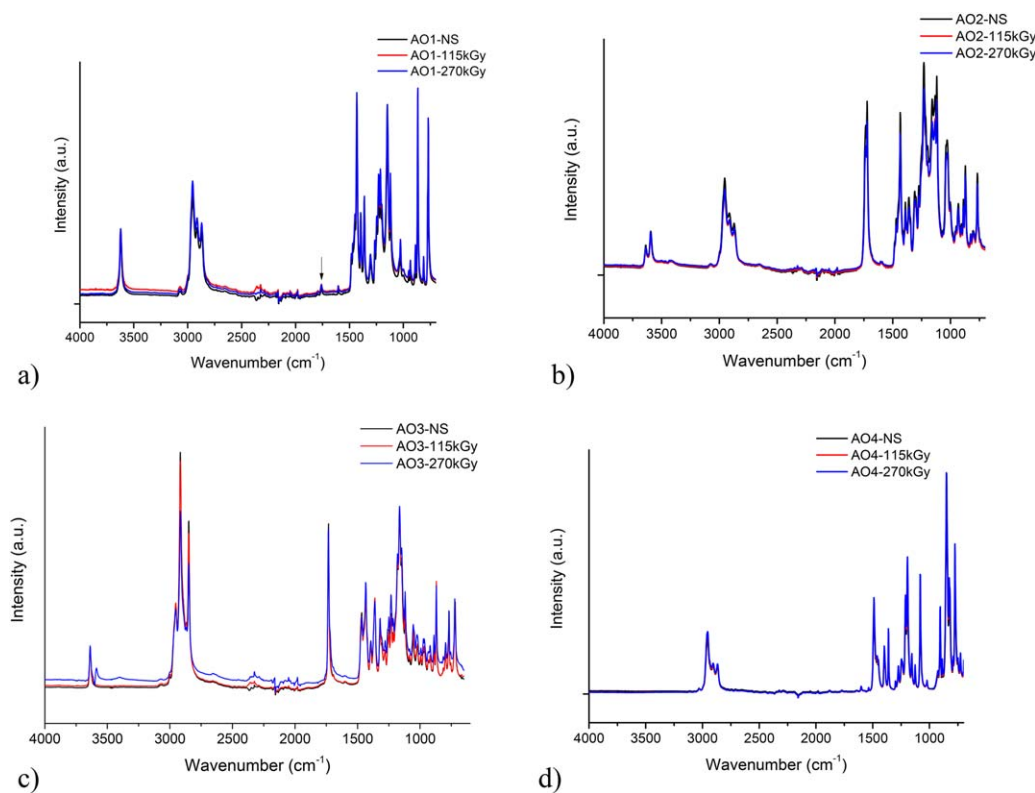 AO1-NS
AO1-115kGy
AO1-270kGy
Intensity (a.u.)
4000 3500 3000 2500 2000 1500 1000
Wavenumber (cm⁻¹)
a)
AO2-NS
AO2-115kGy
AO2-270kGy
Intensity (a.u.)
4000 3500 3000 2500 2000 1500 1000
Wavenumber (cm⁻¹)
b)
AO3-NS
AO3-115kGy
AO3-270kGy
Intensity (a.u.)
4000 3500 3000 2500 2000 1500 1000
Wavenumber (cm⁻¹)
c)
AO4-NS
AO4-115kGy
AO4-270kGy
Intensity (a.u.)
4000 3500 3000 2500 2000 1500 1000
Wavenumber (cm⁻¹)
d)